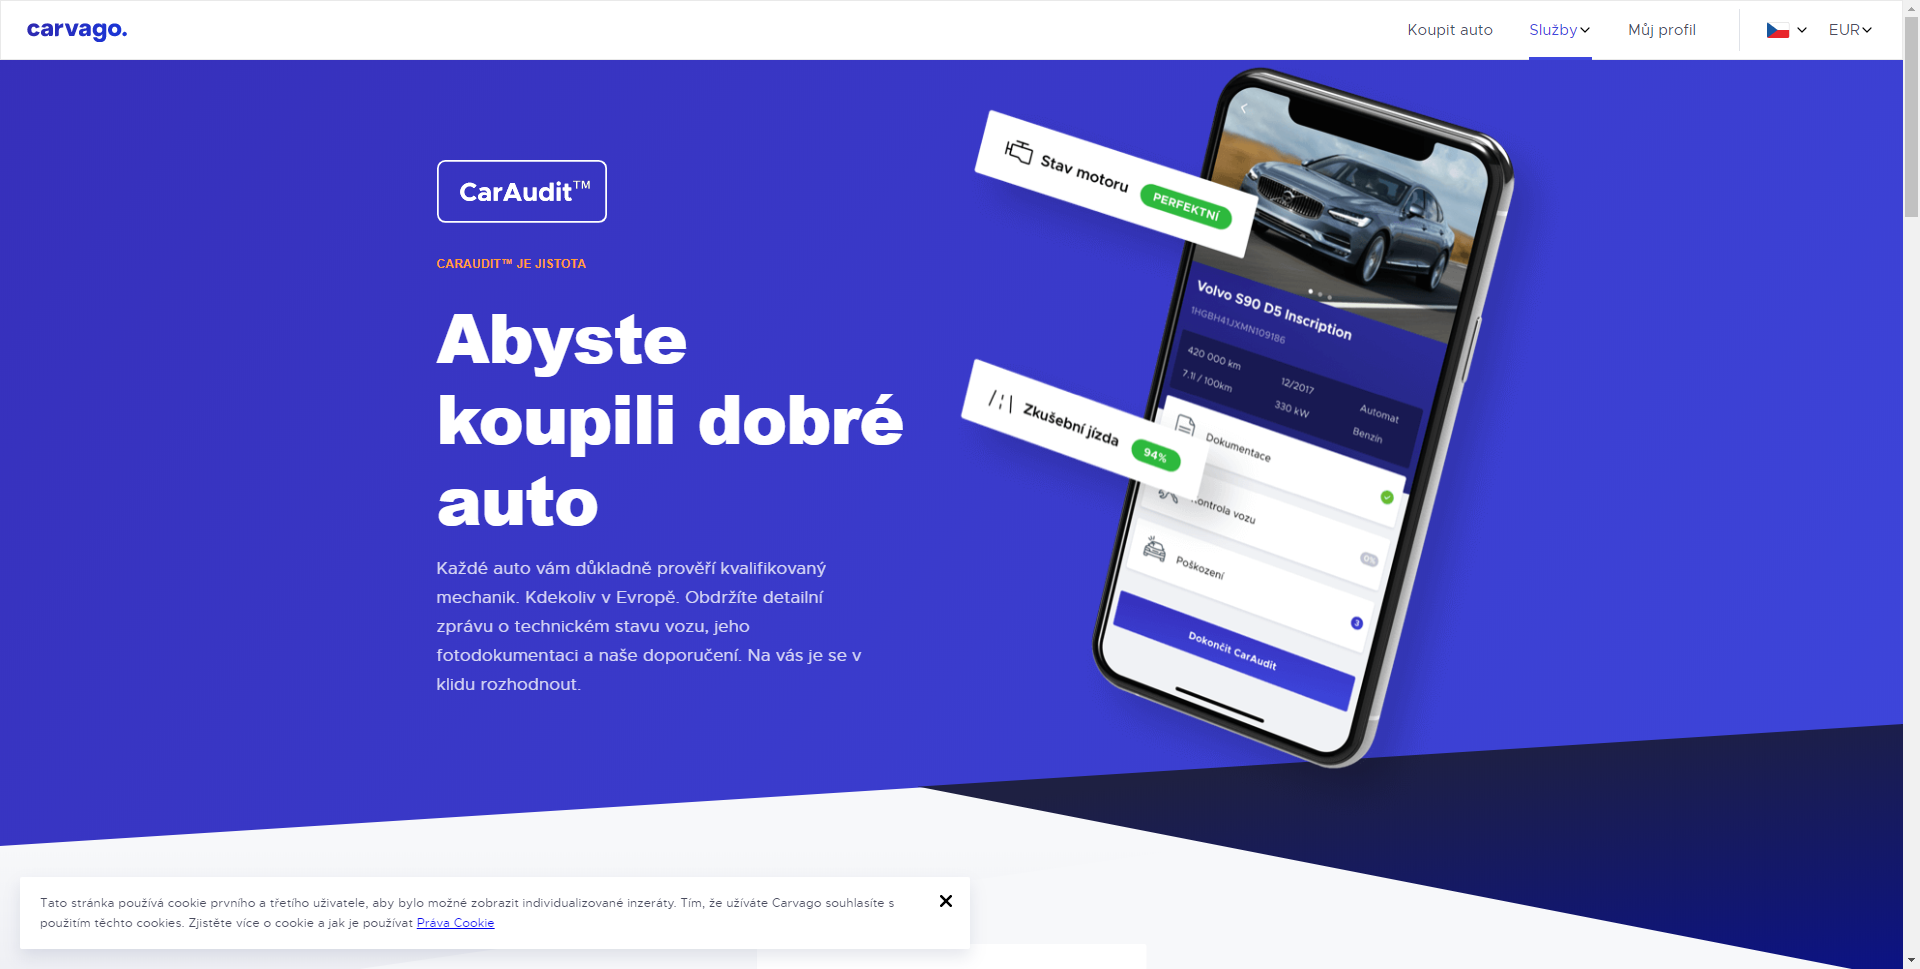 carvago.
Koupit auto
Služby
Můj profil
EUR
CarAudit™
CARAUDIT™ JE JISTOTA
Abyste
koupili dobré
auto
Každé auto vám důkladně prověří kvalifikovaný
mechanik. Kdekoliv v Evropě. Obdržíte detailní
zprávu o technickém stavu vozu, jeho
fotodokumentaci a naše doporučení. Na vás je se v
klidu rozhodnout.
Stav motoru PERFEKTNÍ
Volvo S90 D5 Inscription
1HGBH41JXMN109186
420 000 km 12/2017 Automat
7.1l / 100km 330 kW Benzín
Zkušební jízda 94%
Dokumentace
ontrola vozu 0%
Poškození 3
Dokončit CarAudit
Tato stránka používá cookie prvního a třetího uživatele, aby bylo možné zobrazit individualizované inzeráty. Tím, že užíváte Carvago souhlasíte s
použitím těchto cookies. Zjistěte více o cookie a jak je používat Práva Cookie